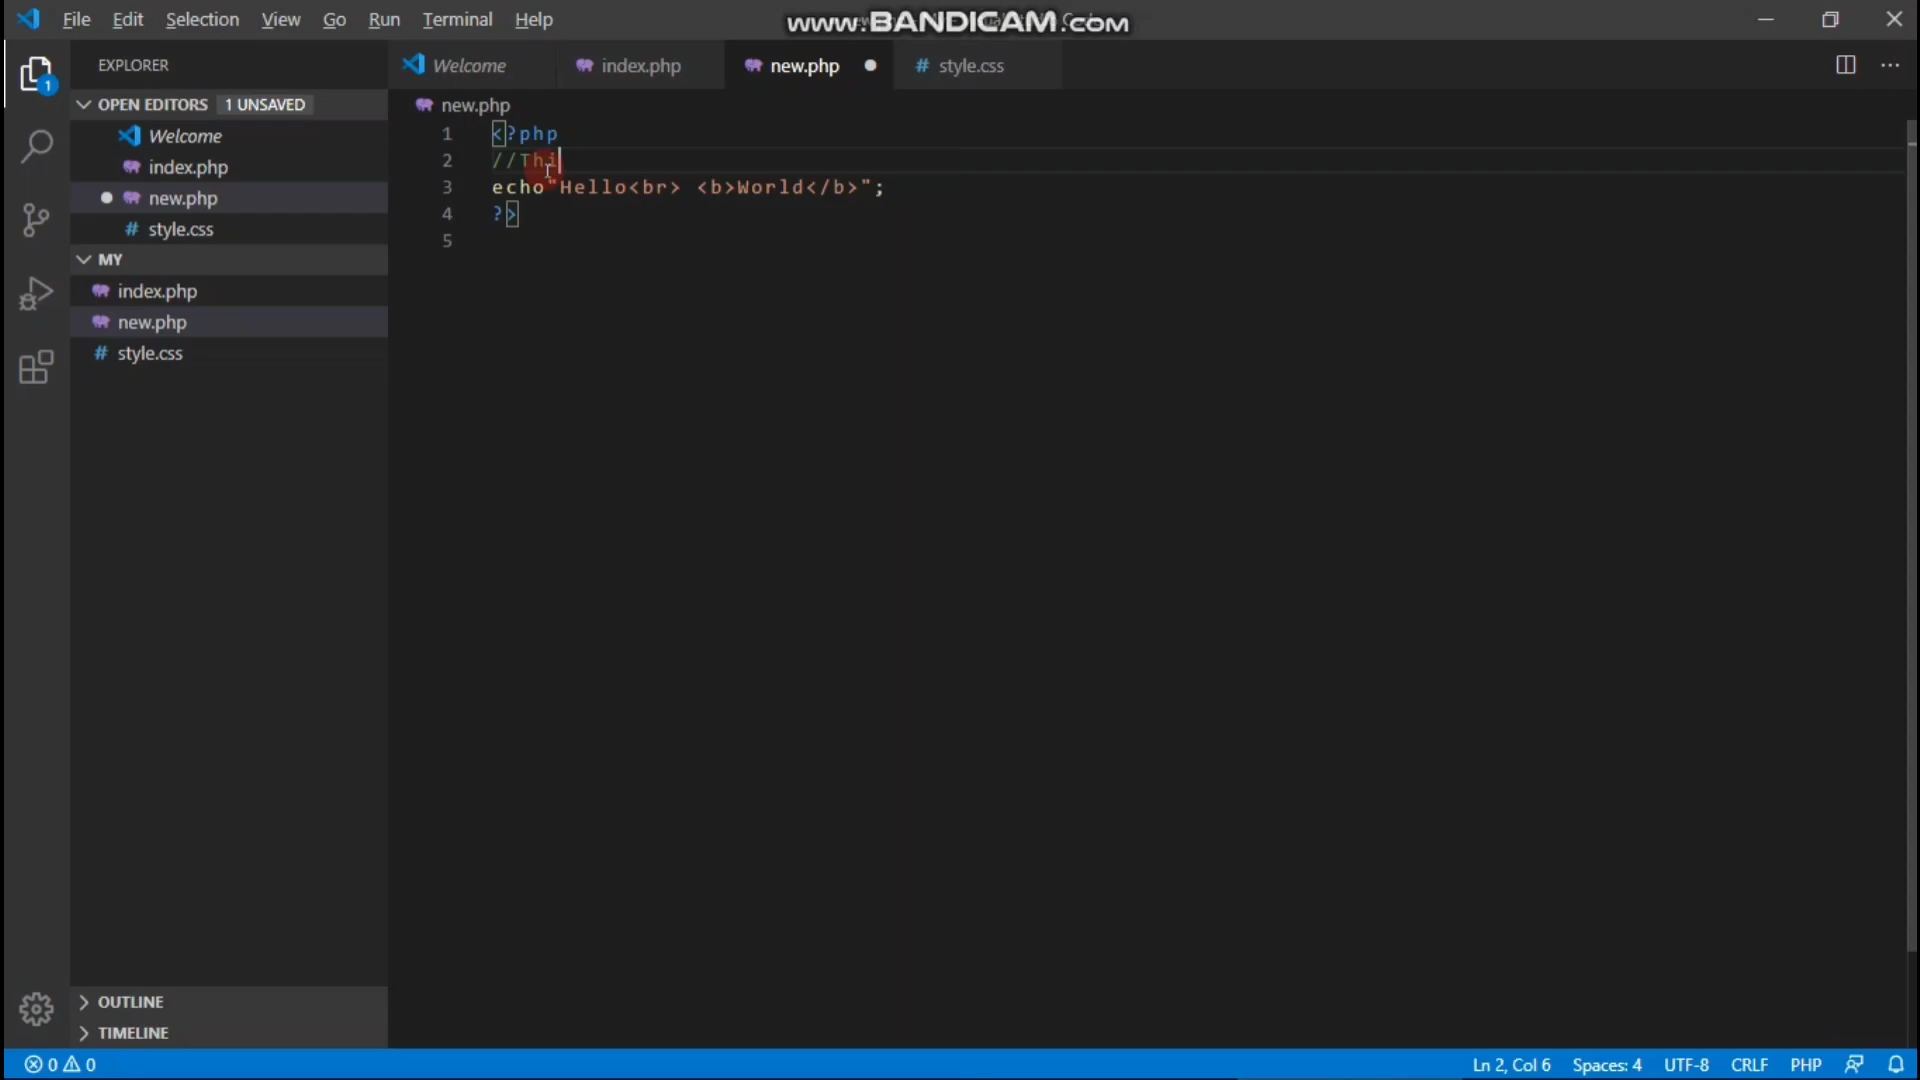 File Edit Selection View Go Run Terminal Help
www.BANDICAM.com
EXPLORER
OPEN EDITORS 1 UNSAVED
Welcome
index.php
new.php
style.css
MY
index.php
new.php
style.css
OUTLINE
TIMELINE
Welcome index.php new.php # style.css
new.php
1 <?php
2 //Thi
3 echo"Hello<br> <b>World</b>";
4 ?>
5
0 0 Ln 2, Col 6 Spaces: 4 UTF-8 CRLF PHP